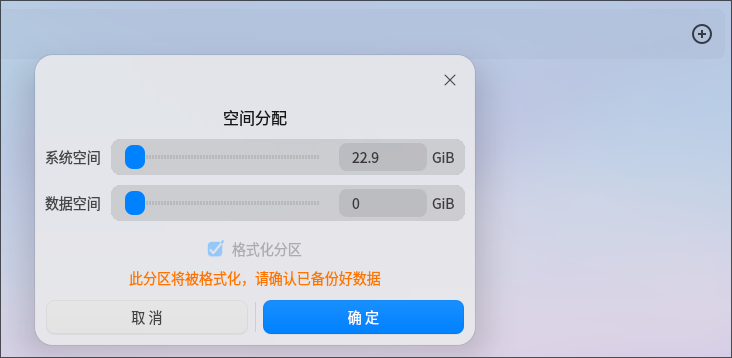 空间分配
系统空间 22.9 GiB
数据空间 0 GiB
格式化分区
此分区将被格式化，请确认已备份好数据
取消 确定